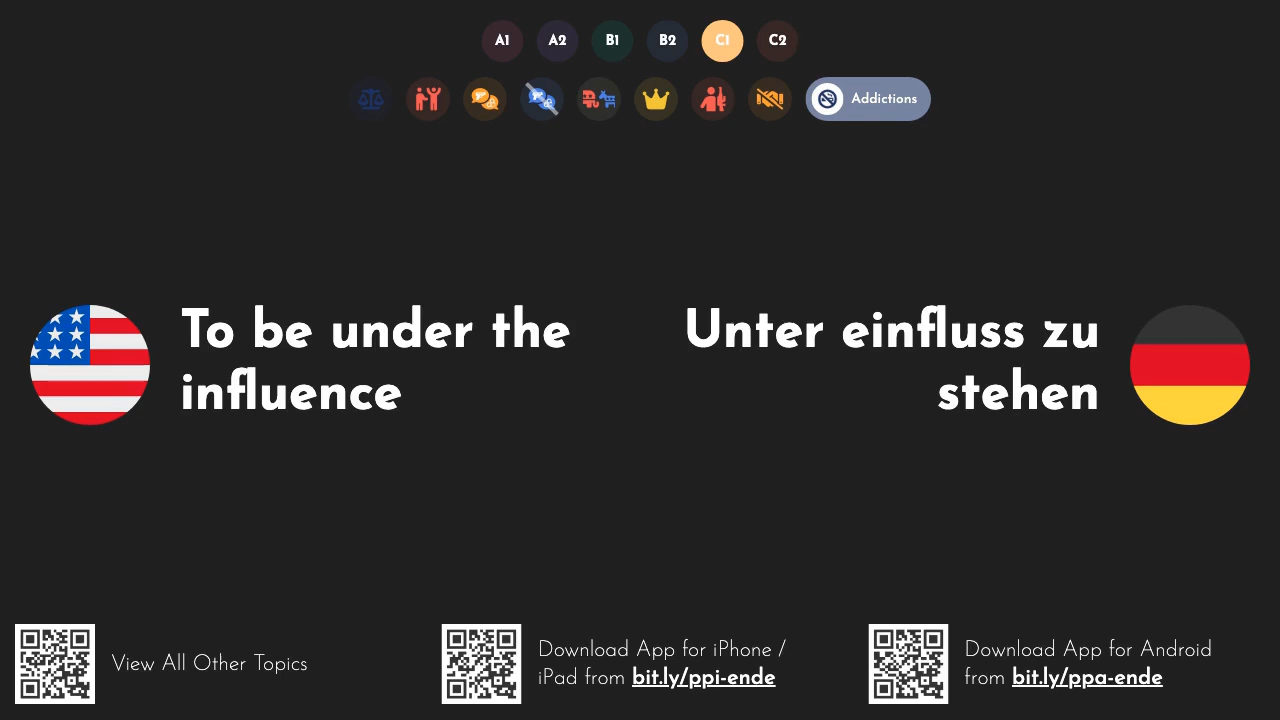 A1 A2 B1 B2 C1 C2
Addictions
To be under the
influence
Unter einfluss zu
stehen
View All Other Topics
Download App for iPhone /
iPad from bit.ly/ppi-ende
Download App for Android
from bit.ly/ppa-ende